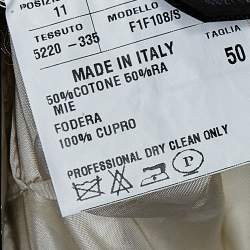 POSIZIO
MODELLO
11
F1F108/S
TESSUTO
TAGLIA
5220 -335
50
MADE IN ITALY
50%COTONE 50%RA
MIE
FODERA
100% CUPRO
PROFESSIONAL DRY CLEAN ONLY
P